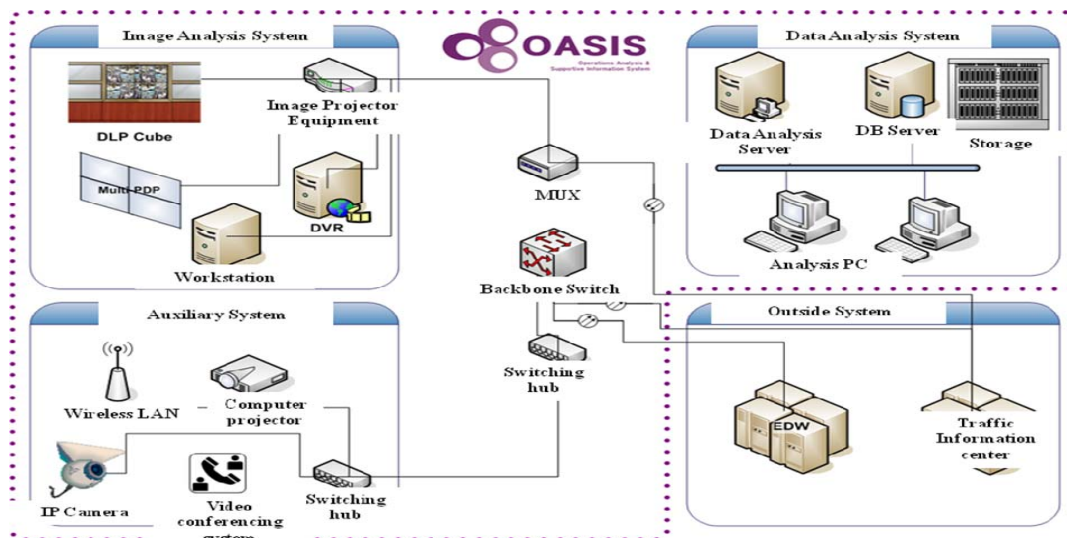 Image Analysis System
OASIS
Operations Analysis &
Supportive Information System
Data Analysis System
DLP Cube
Image Projector
Equipment
Multi-PDP
DVR
Workstation
MUX
Backbone Switch
Data Analysis
Server
DB Server
Storage
Analysis PC
Auxiliary System
Wireless LAN
Computer
projector
IP Camera
Video
conferencing
system
Switching
hub
Switching
hub
Outside System
EDW
Traffic
Information
center